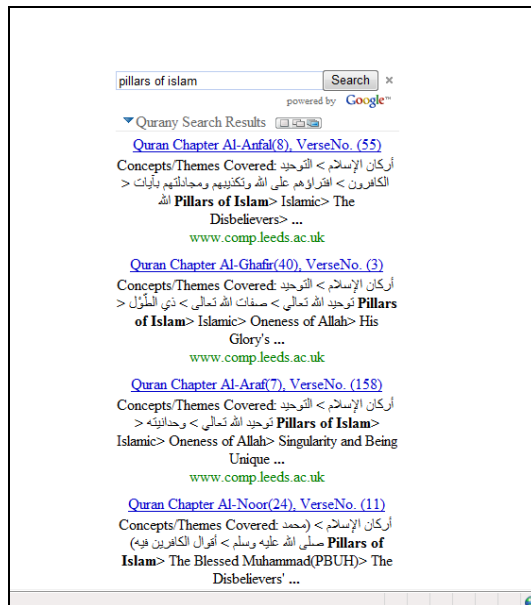 pillars of islam Search ×
powered by Google™
Qurany Search Results
Quran Chapter Al-Anfal(8), VerseNo. (55)
Concepts/Themes Covered: أركان الإسلام > التوحيد
الكافرون > افتراؤهم على الله وتكذيبهم ومجادلتهم بآيات <
الله Pillars of Islam> Islamic> The
Disbelievers> ...
www.comp.leeds.ac.uk
Quran Chapter Al-Ghafir(40), VerseNo. (3)
Concepts/Themes Covered: أركان الإسلام > التوحيد
Pillars توحيد الله تعالى > صفات الله تعالى > ذي الطَّوْل <
of Islam> Islamic> Oneness of Allah> His
Glory's ...
www.comp.leeds.ac.uk
Quran Chapter Al-Araf(7), VerseNo. (158)
Concepts/Themes Covered: أركان الإسلام > التوحيد
توحيد الله تعالى > وحدانيته < Pillars of Islam>
Islamic> Oneness of Allah> Singularity and Being
Unique ...
www.comp.leeds.ac.uk
Quran Chapter Al-Noor(24), VerseNo. (11)
Concepts/Themes Covered: أركان الإسلام > (محمد
صلى الله عليه وسلم > أقوال الكافرين فيه) Pillars of
Islam> The Blessed Muhammad(PBUH)> The
Disbelievers' ...